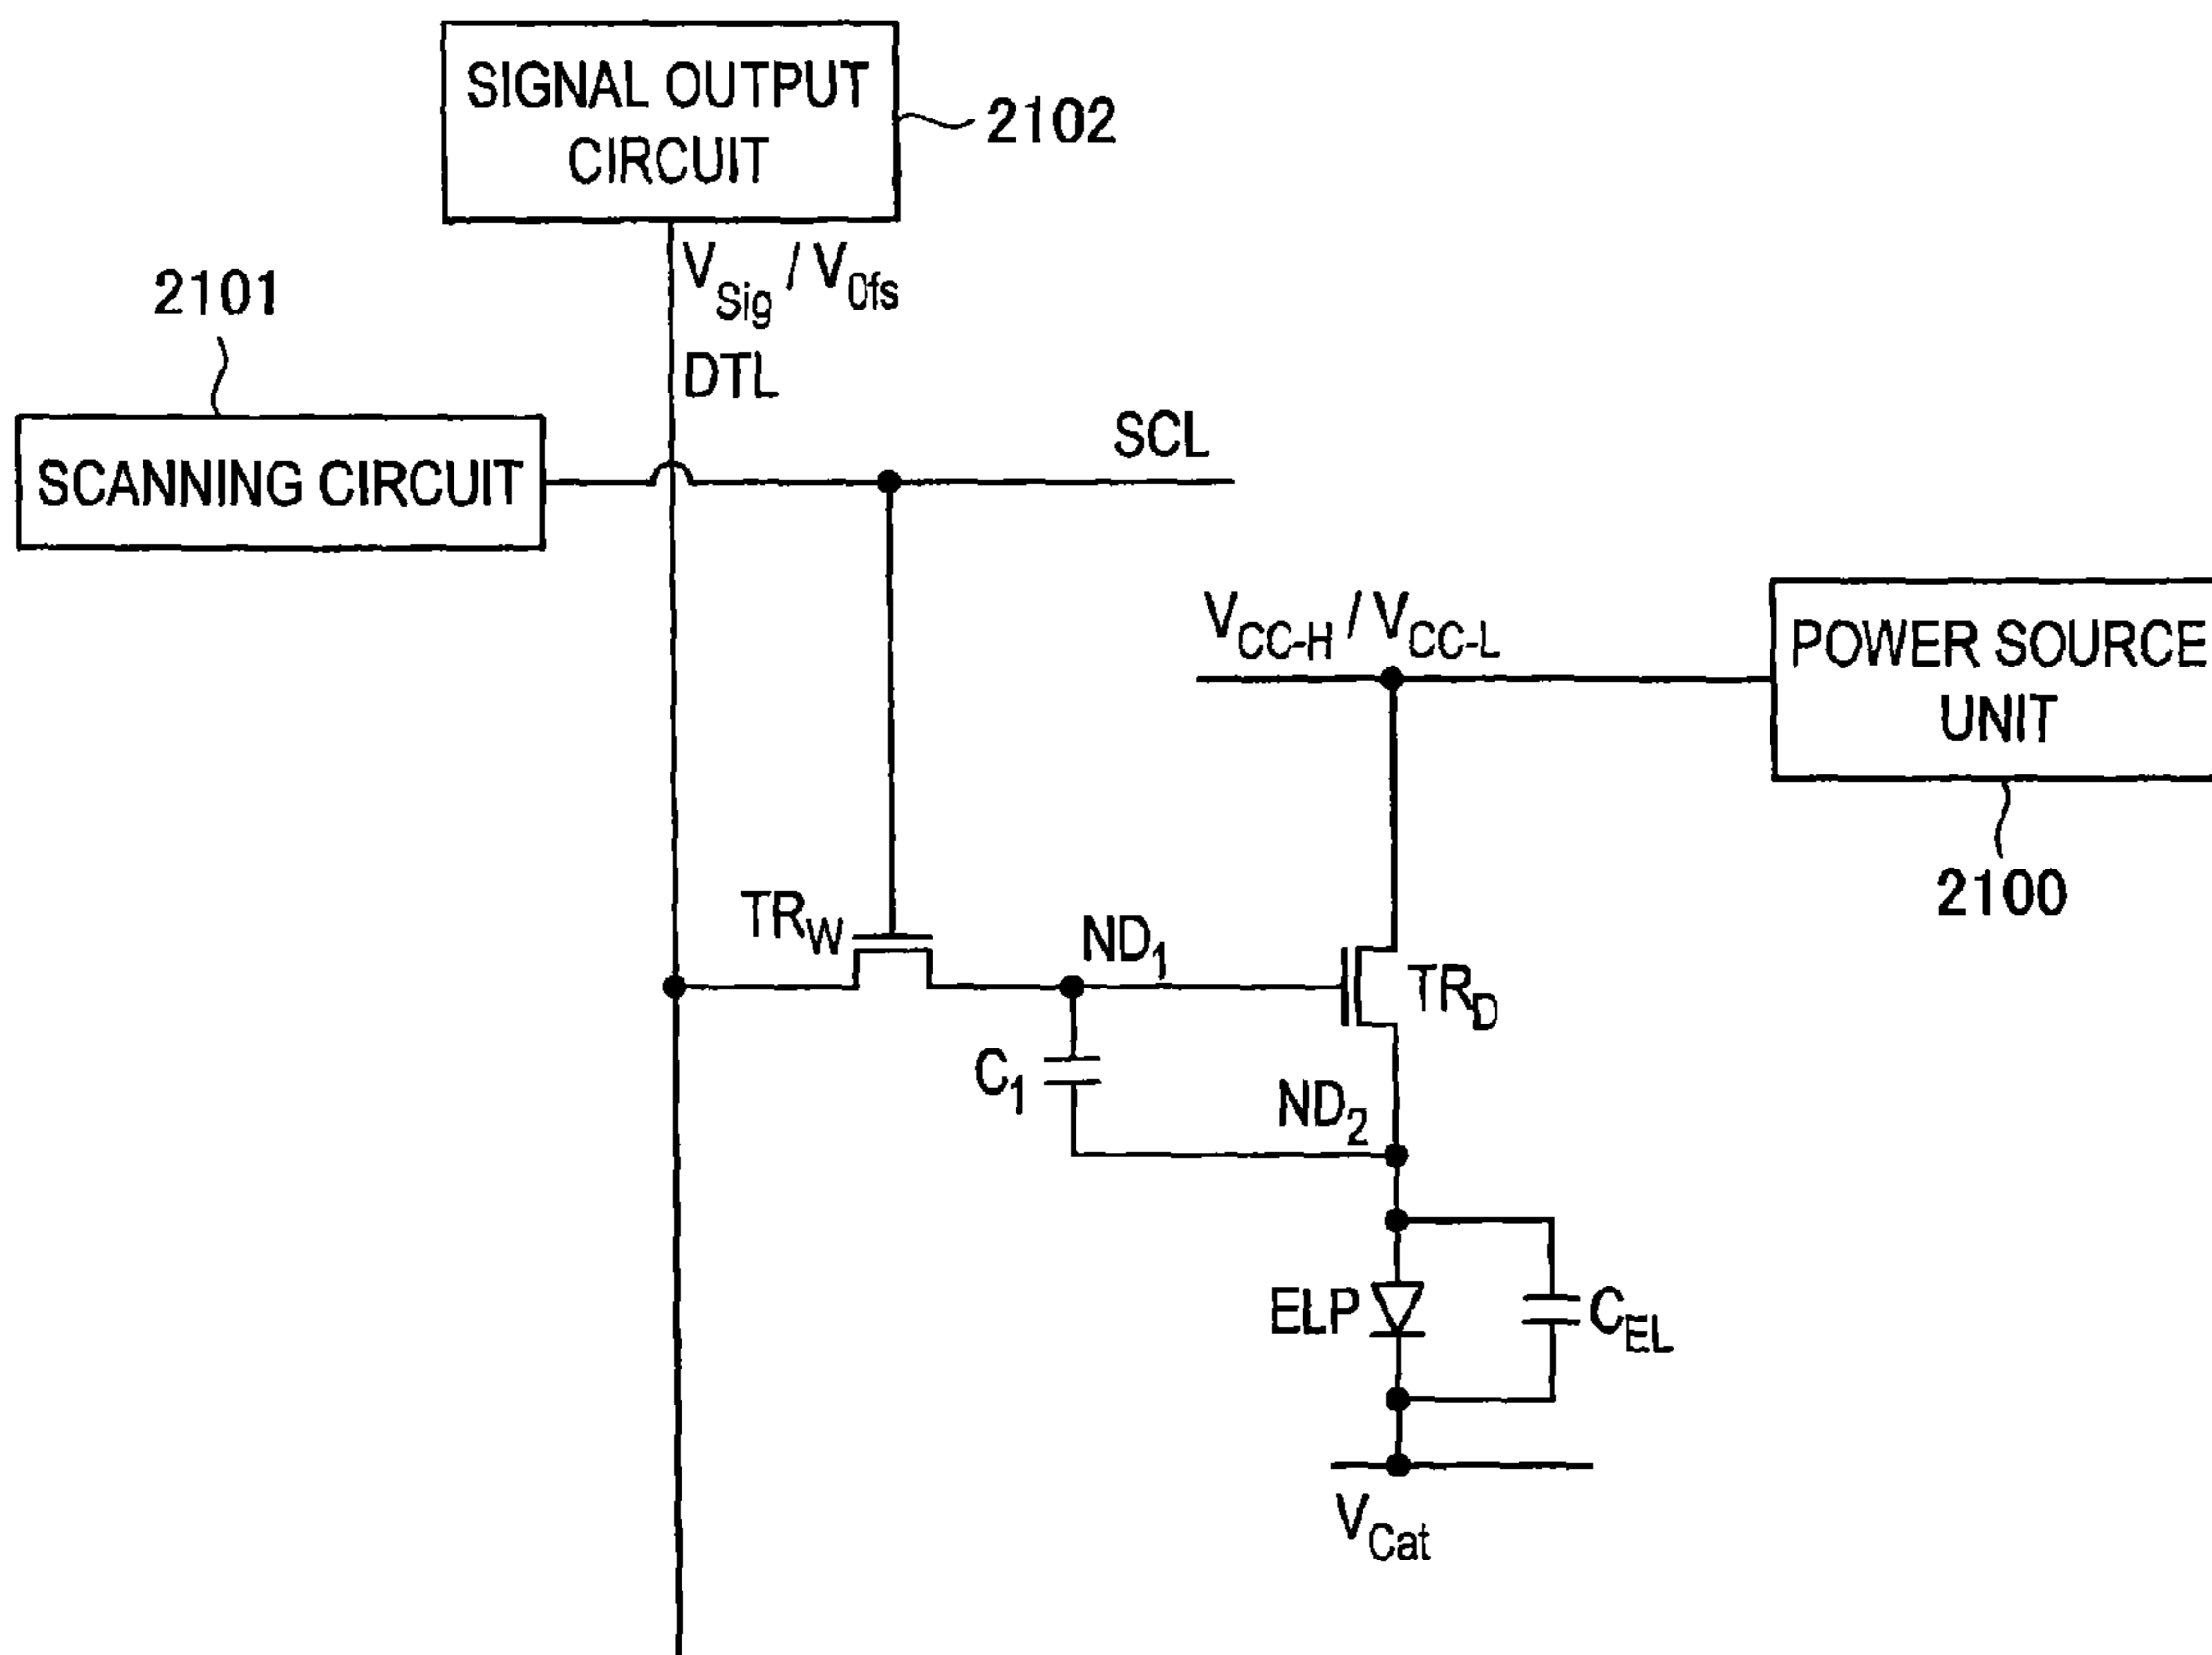 SIGNAL OUTPUT
CIRCUIT
2102
VSig / VOfs
2101
DTL
SCL
SCANNING CIRCUIT
VCC-H / VCC-L
POWER SOURCE
UNIT
2100
TRW
ND1
TRD
C1
ND2
ELP
CEL
VCat